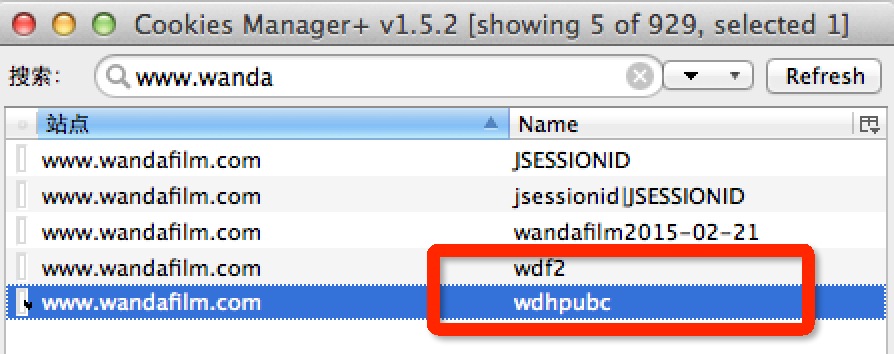 Cookies Manager+ v1.5.2 [showing 5 of 929, selected 1]
搜索: www.wanda Refresh
站点 Name
www.wandafilm.com JSESSIONID
www.wandafilm.com jsessionid|JSESSIONID
www.wandafilm.com wandafilm2015-02-21
www.wandafilm.com wdf2
www.wandafilm.com wdhpubc